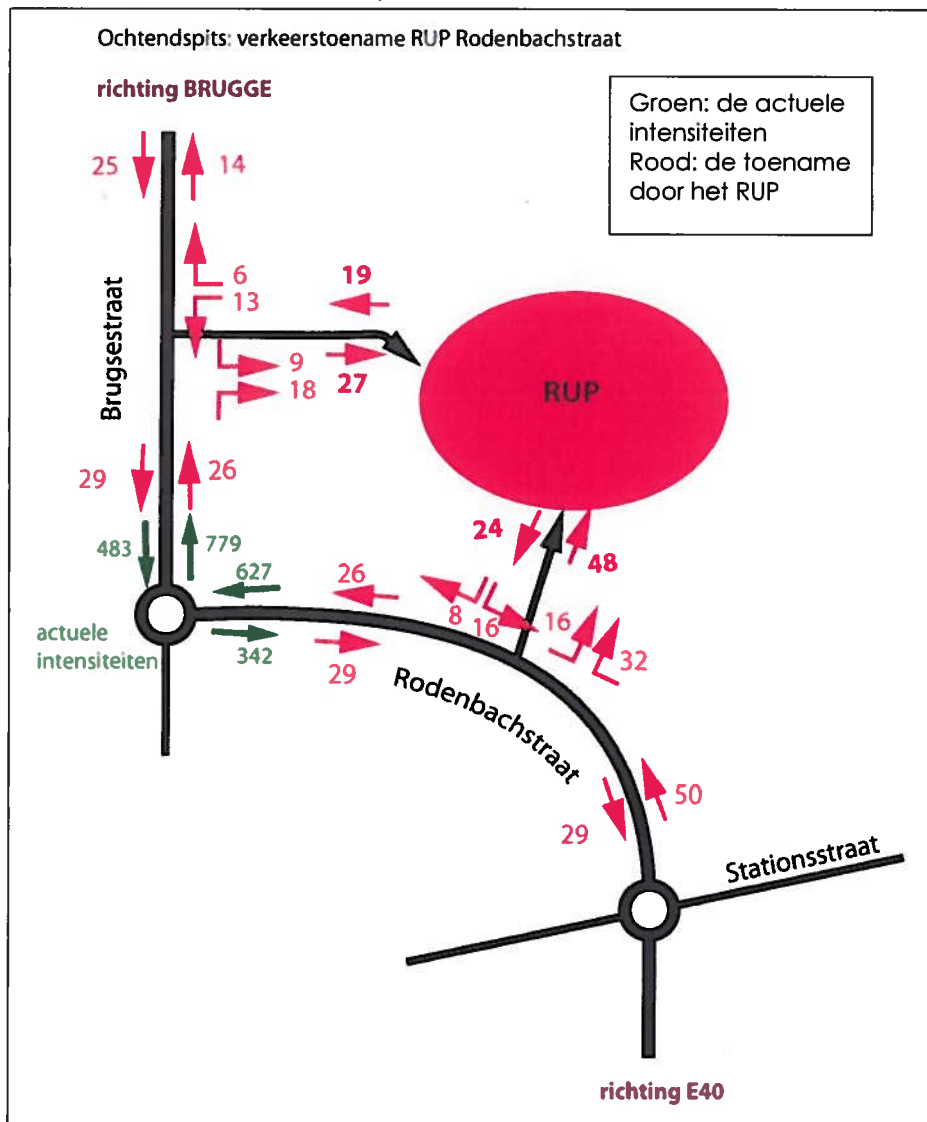 Ochtendspits: verkeerstoename RUP Rodenbachstraat
richting BRUGGE
Groen: de actuele
intensiteiten
Rood: de toename
door het RUP
25
14
6
13
19
9
18
27
RUP
Brugsestraat
29
26
483
779
627
342
actuele
intensiteiten
26
29
24
48
8
16
16
32
Rodenbachstraat
29
50
Stationsstraat
richting E40